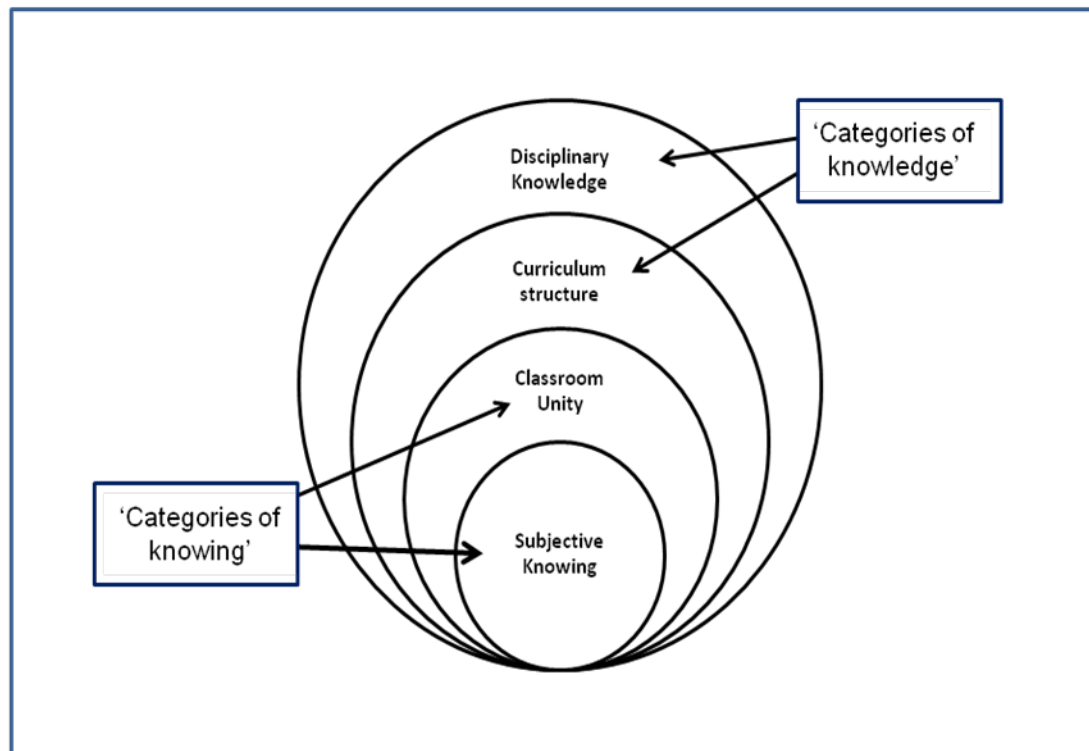 ‘Categories of
knowledge’
Disciplinary
Knowledge
Curriculum
structure
Classroom
Unity
‘Categories of
knowing’
Subjective
Knowing